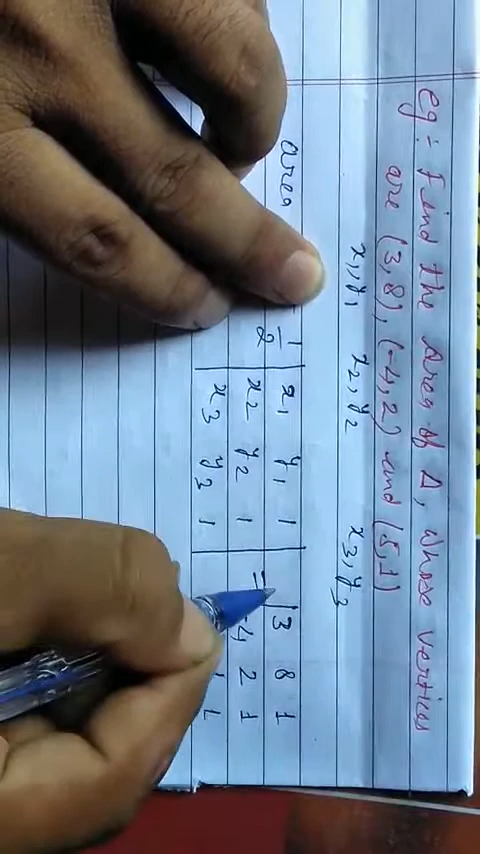 eg: Find the Area of Δ, whose vertices
are (3,8), (-4,2) and (5,1)
x₁,y₁ x₂,y₂ x₃,y₃
area 1/2 | x₁ y₁ 1 | | 3 8 1
x₂ y₂ 1 = -4 2 1
x₃ y₃ 1 1